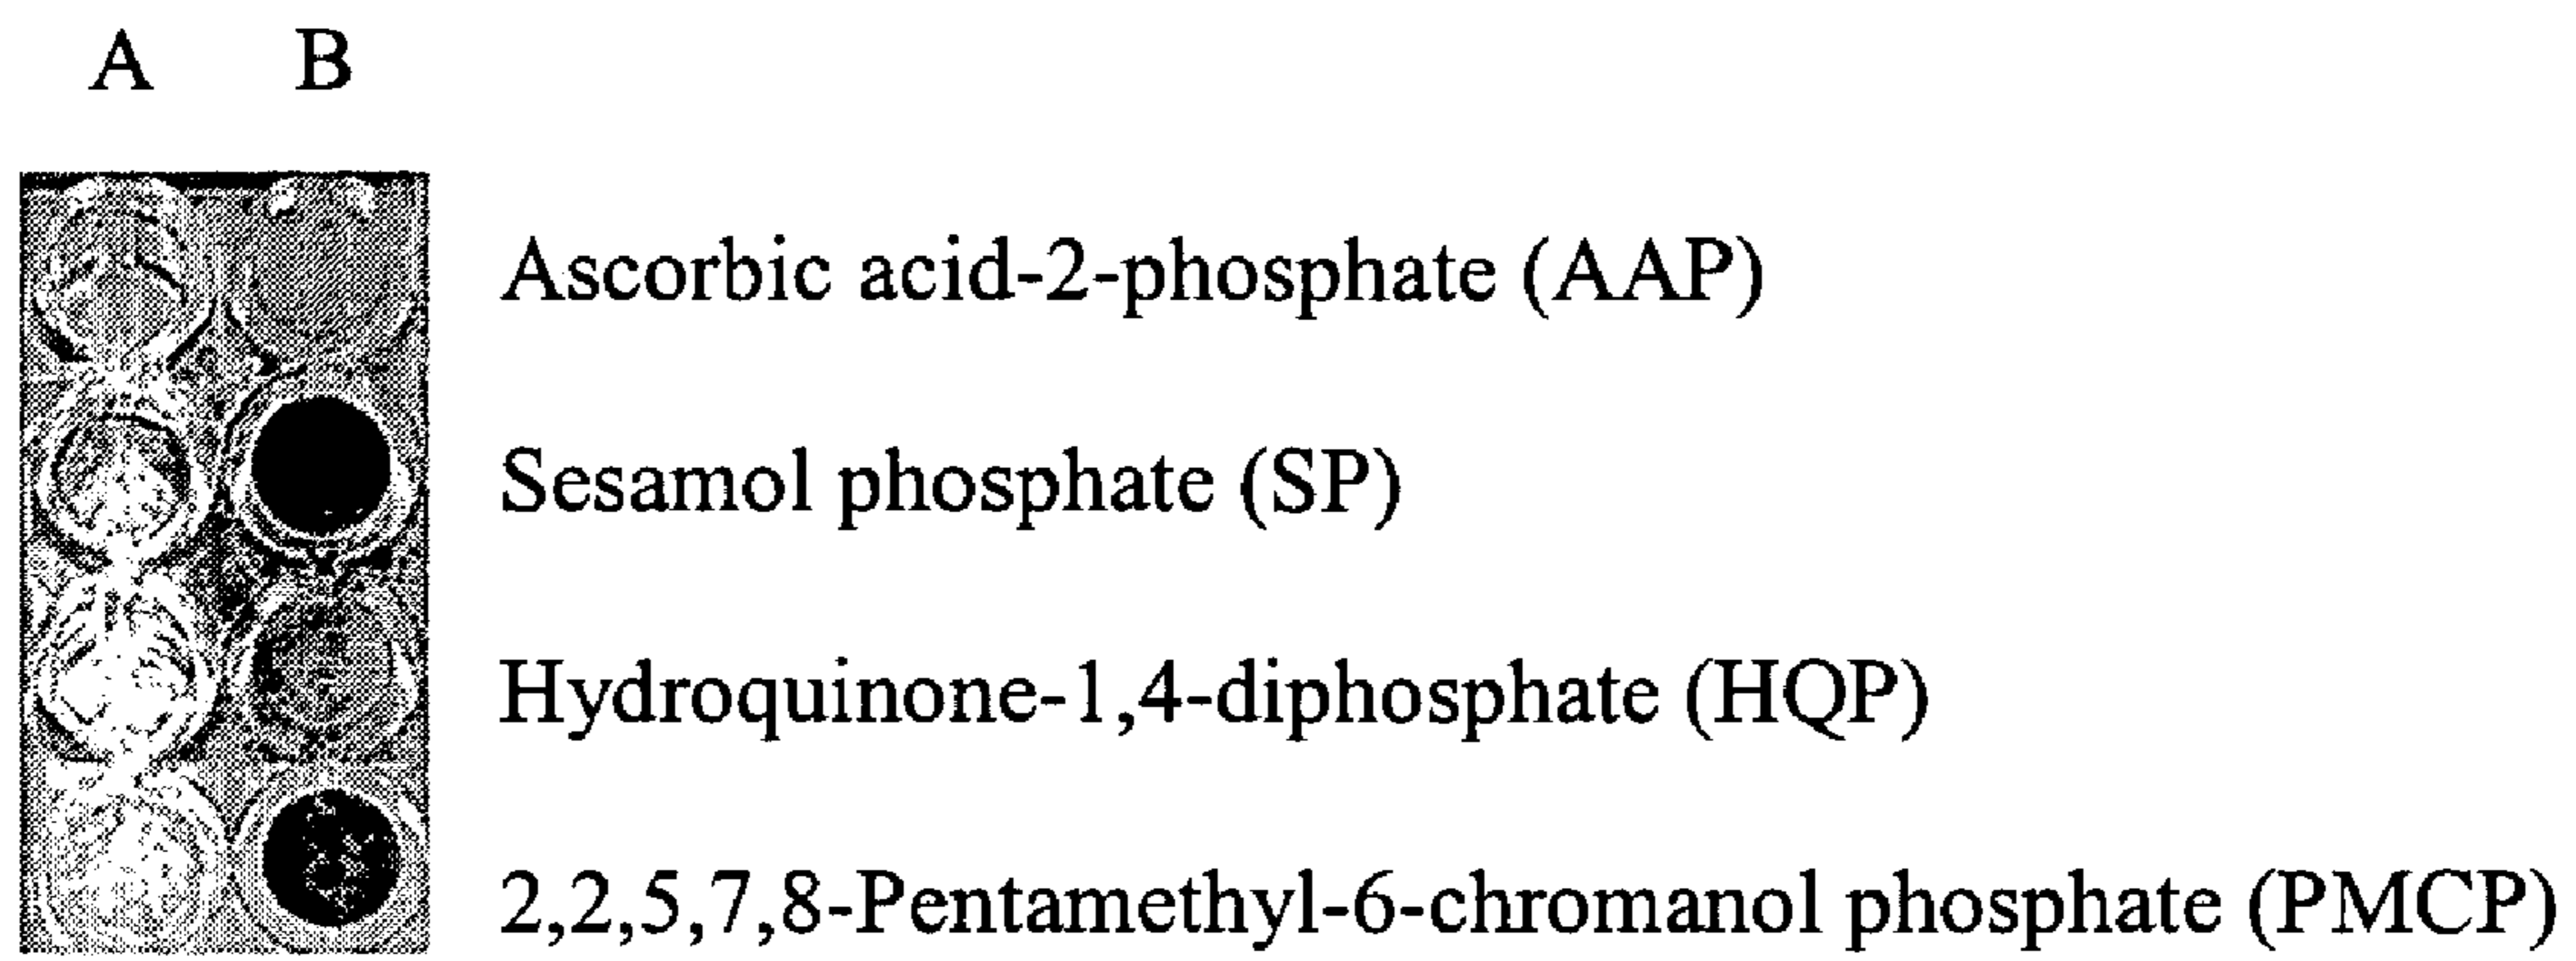 A B
Ascorbic acid-2-phosphate (AAP)
Sesamol phosphate (SP)
Hydroquinone-1,4-diphosphate (HQP)
2,2,5,7,8-Pentamethyl-6-chromanol phosphate (PMCP)